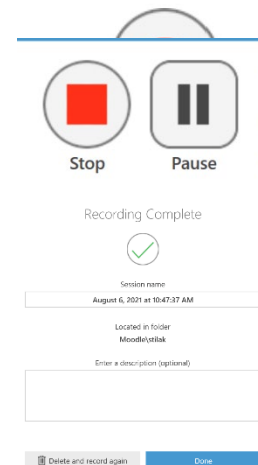 Stop Pause
Recording Complete
Session name
August 6, 2021 at 10:47:37 AM
Located in folder
Moodle\stilak
Enter a description (optional)
Delete and record again Done